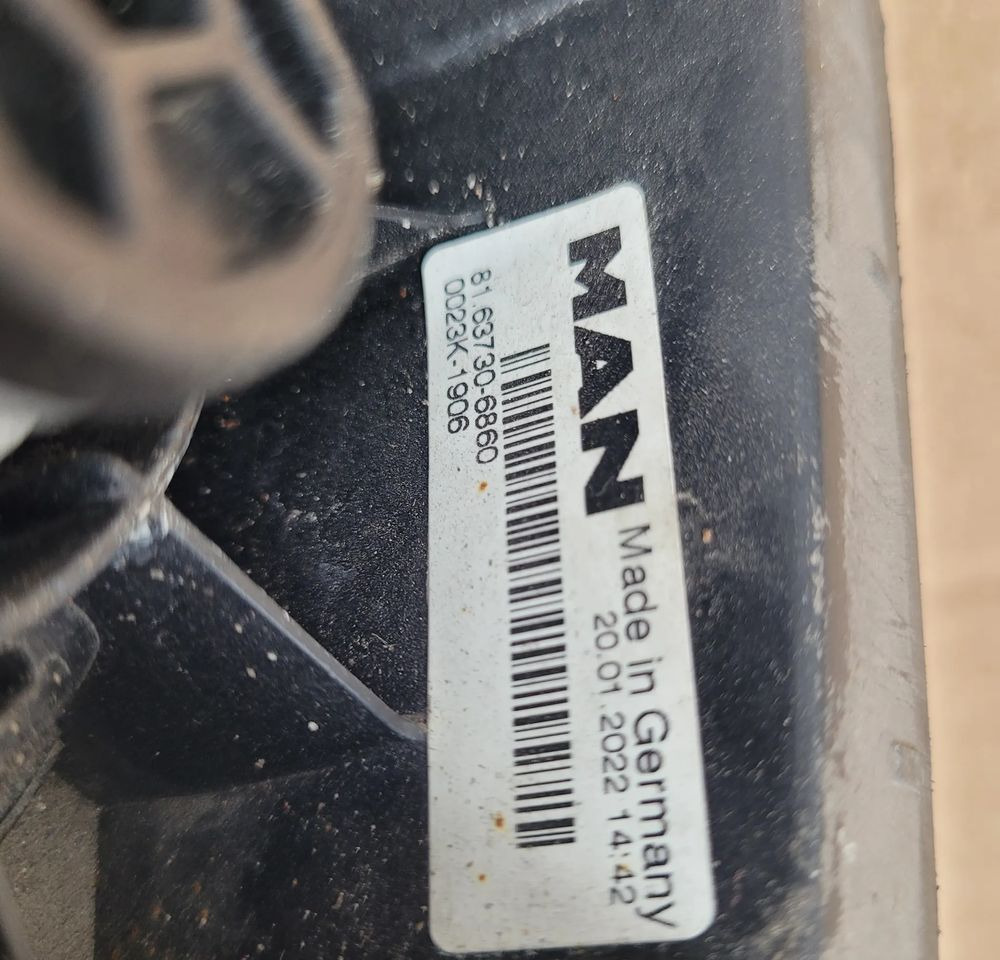 MAN Made in Germany
20.01.2022 14:42
81.63730-6860
0023K-1906